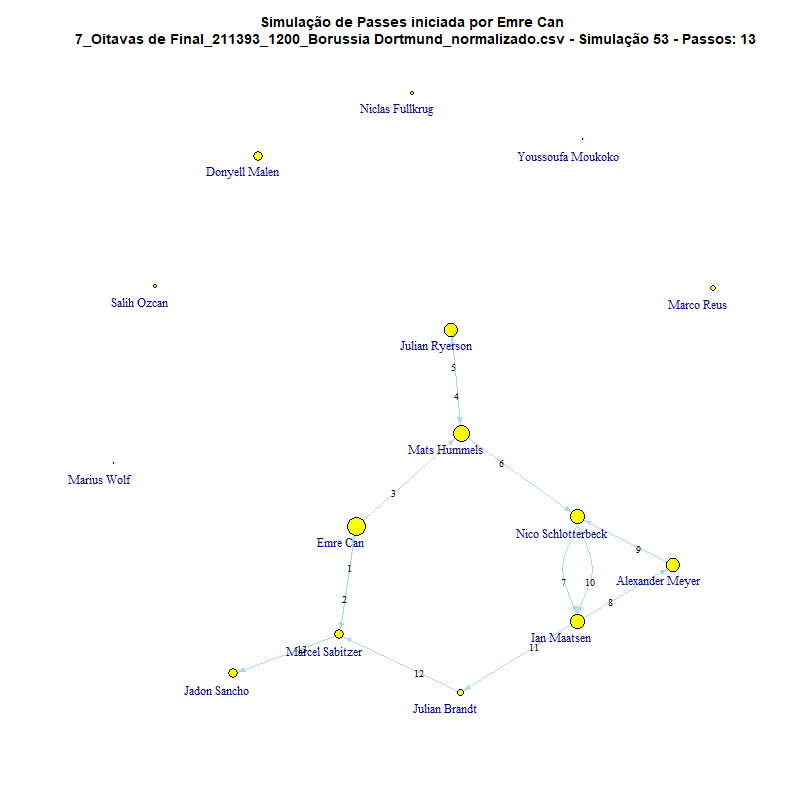 Simulação de Passes iniciada por Emre Can
7_Oitavas de Final_211393_1200_Borussia Dortmund_normalizado.csv - Simulação 53 - Passos: 13
Niclas Fullkrug
Youssoufa Moukoko
Donyell Malen
Salih Ozcan
Marco Reus
Julian Ryerson
5
4
Mats Hummels
6
Marius Wolf
3
Nico Schlotterbeck
Emre Can
9
1
7
10
Alexander Meyer
2
8
Ian Maatsen
11
Marcel Sabitzer
13
12
Jadon Sancho
Julian Brandt